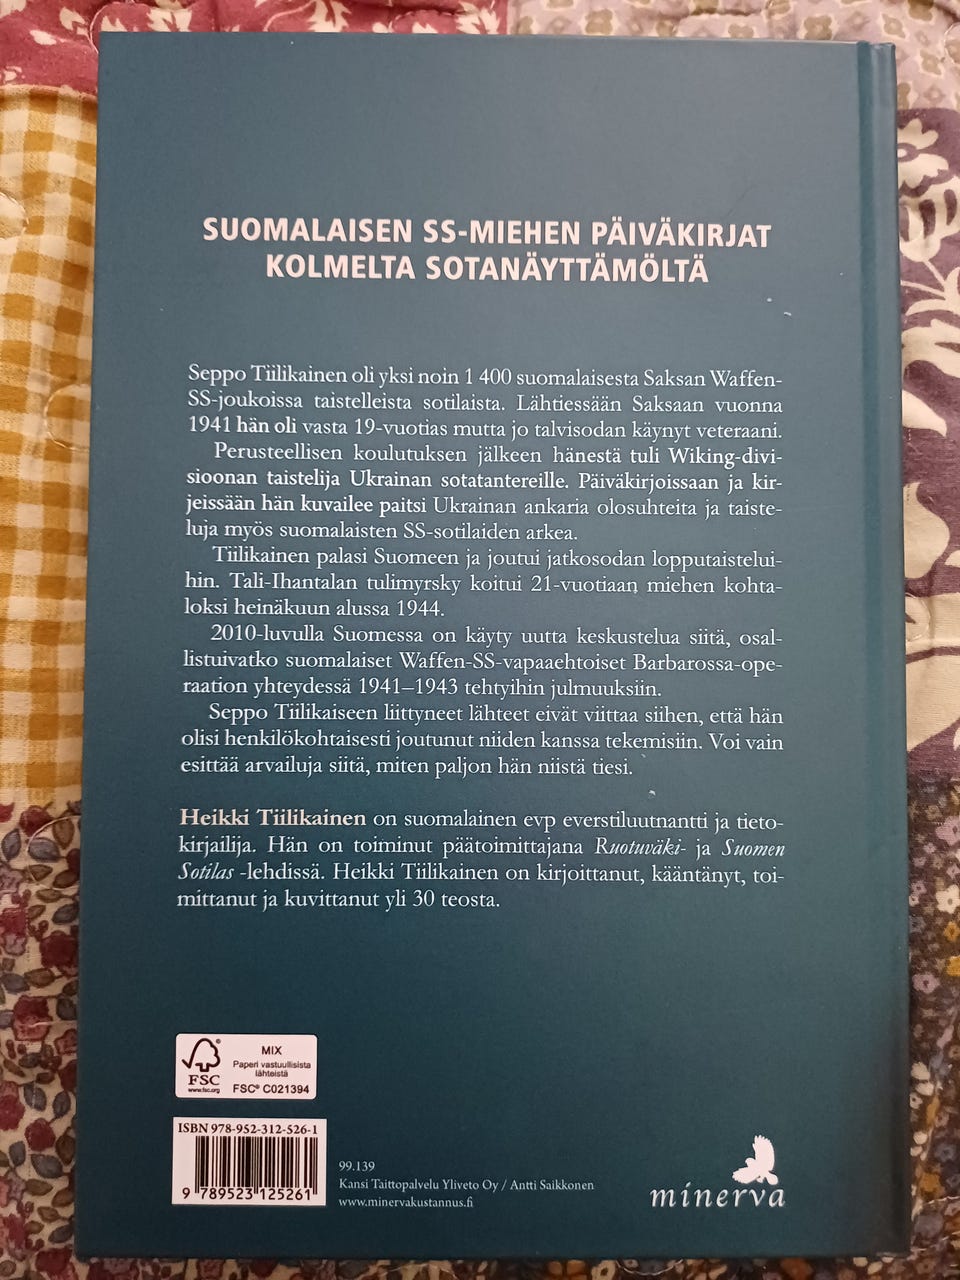 SUOMALAISEN SS-MIEHEN PÄIVÄKIRJAT
KOLMELTA SOTANÄYTTÄMÖLTÄ
Seppo Tiilikainen oli yksi noin 1 400 suomalaisesta Saksan Waffen-
SS-joukoissa taistelleista sotilaista. Lähtiessään Saksaan vuonna
1941 hän oli vasta 19-vuotias mutta jo talvisodan käynyt veteraani.
Perusteellisen koulutuksen jälkeen hänestä tuli Wiking-divi-
sioonan taistelija Ukrainan sotatantereille. Päiväkirjoissaan ja kir-
jeissään hän kuvailee paitsi Ukrainan ankaria olosuhteita ja taiste-
luja myös suomalaisten SS-sotilaiden arkea.
Tiilikainen palasi Suomeen ja joutui jatkosodan lopputaistelui-
hin. Tali-Ihantalan tulimyrsky koitui 21-vuotiaan miehen kohta-
loksi heinäkuun alussa 1944.
2010-luvulla Suomessa on käyty uutta keskustelua siitä, osal-
listuivatko suomalaiset Waffen-SS-vapaaehtoiset Barbarossa-ope-
raation yhteydessä 1941–1943 tehtyihin julmuuksiin.
Seppo Tiilikaiseen liittyneet lähteet eivät viittaa siihen, että hän
olisi henkilökohtaisesti joutunut niiden kanssa tekemisiin. Voi vain
esittää arvailuja siitä, miten paljon hän niistä tiesi.
Heikki Tiilikainen on suomalainen evp everstiluutnantti ja tieto-
kirjailija. Hän on toiminut päätoimittajana Ruotuväki- ja Suomen
Sotilas -lehdissä. Heikki Tiilikainen on kirjoittanut, kääntänyt, toi-
mittanut ja kuvittanut yli 30 teosta.
FSC
www.fsc.org
MIX
Paperi vastuullisista
lähteistä
FSC® C021394
ISBN 978-952-312-526-1
9 789523 125261
99.139
Kansi Taittopalvelu Yliveto Oy / Antti Saikkonen
www.minervakustannus.fi
minerva